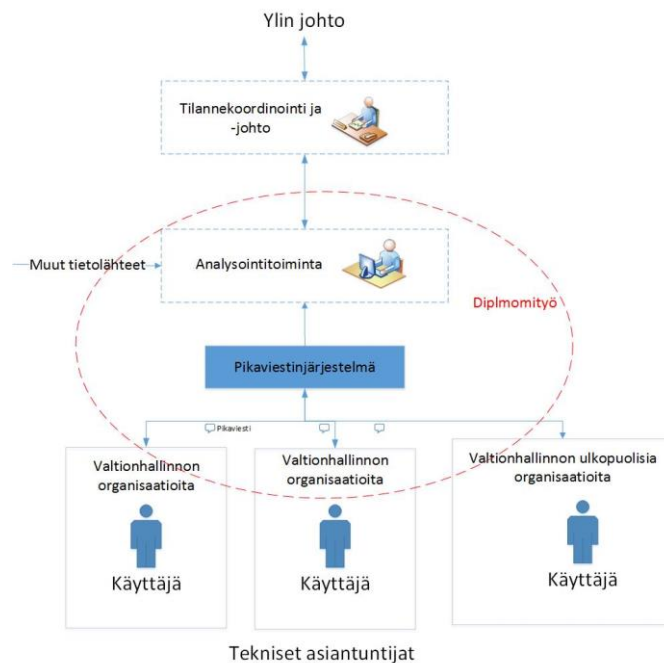 Ylin johto
Tilannekoordinointi ja
-johto
Muut tietolähteet
Analysointitoiminta
Diplmomityö
Pikaviestinjärjestelmä
Pikaviesti
Valtionhallinnon
organisaatioita
Käyttäjä
Valtionhallinnon
organisaatioita
Käyttäjä
Valtionhallinnon ulkopuolisia
organisaatioita
Käyttäjä
Tekniset asiantuntijat